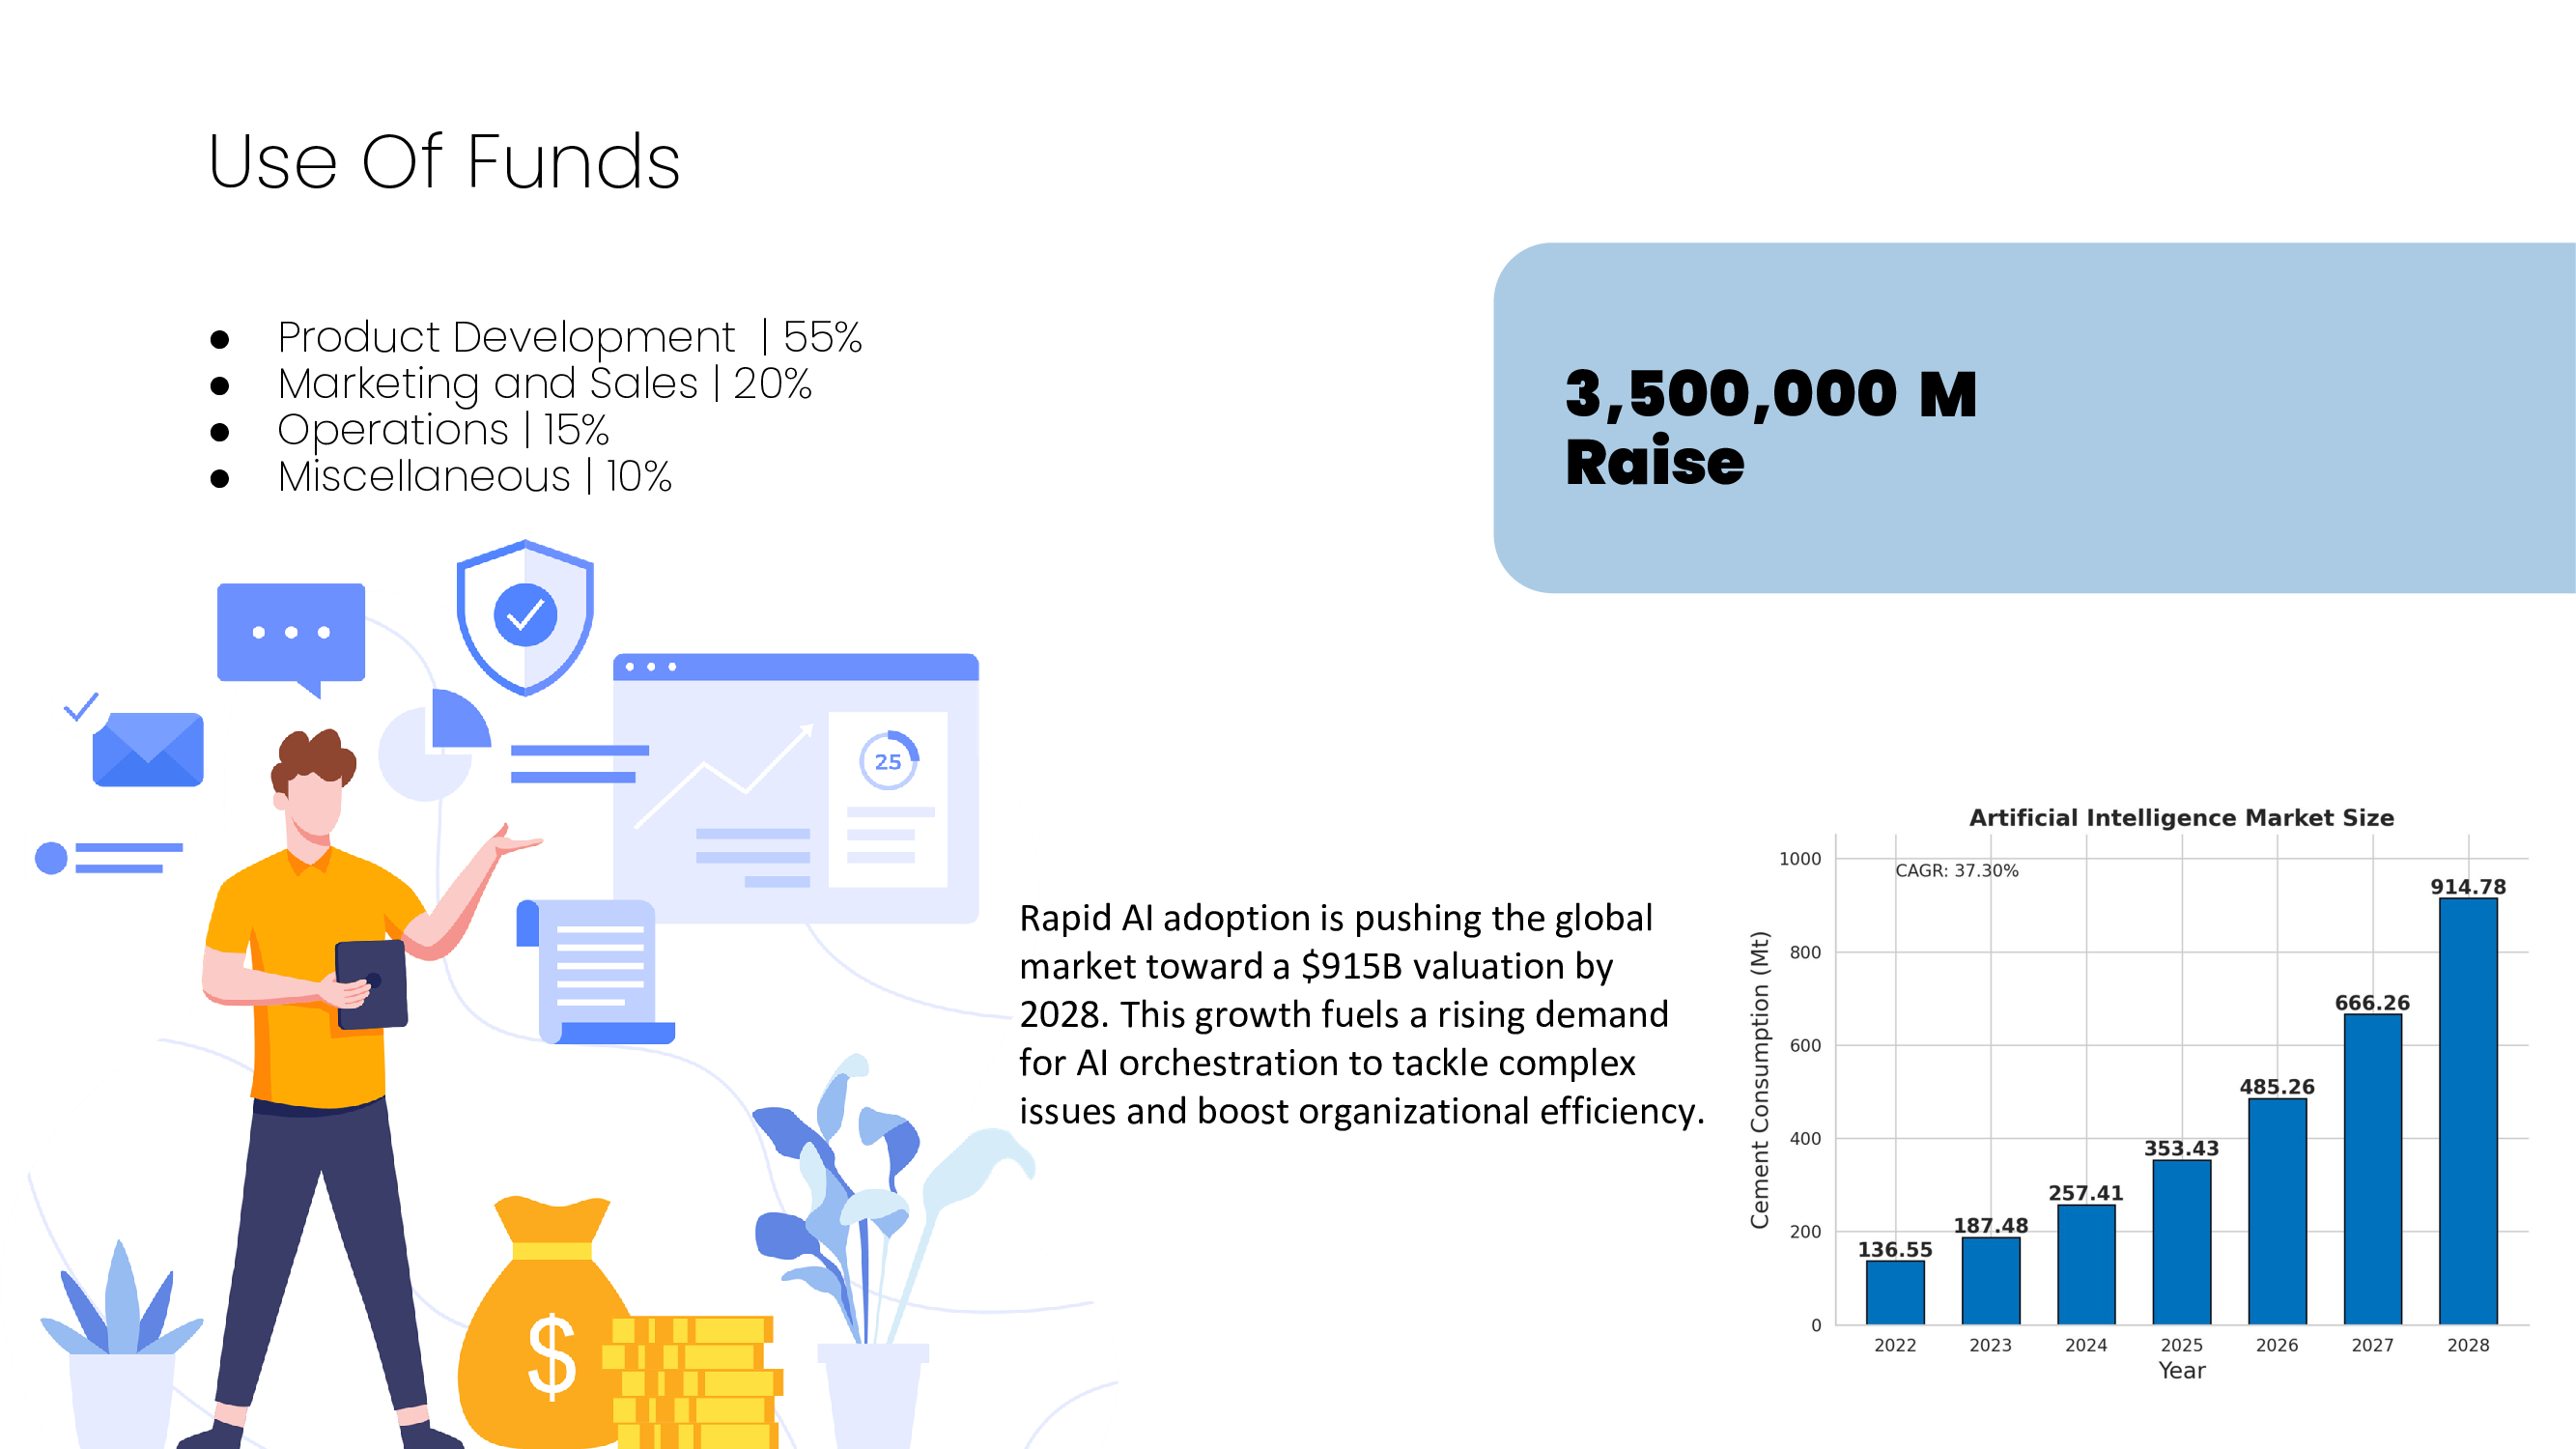 Use Of Funds
● Product Development | 55%
● Marketing and Sales | 20%
● Operations | 15%
● Miscellaneous | 10%
3,500,000 M
Raise
25
$
Rapid AI adoption is pushing the global
market toward a $915B valuation by
2028. This growth fuels a rising demand
for AI orchestration to tackle complex
issues and boost organizational efficiency.
Artificial Intelligence Market Size
CAGR: 37.30%
Cement Consumption (Mt)
1000
800
600
400
200
0
136.55
187.48
257.41
353.43
485.26
666.26
914.78
2022 2023 2024 2025 2026 2027 2028
Year